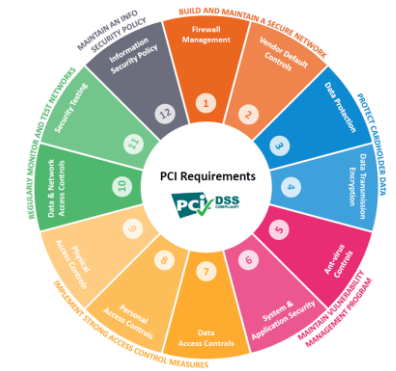 BUILD AND MAINTAIN A SECURE NETWORK
Firewall
Management
1
Vendor Default
Controls
2
PROTECT CARDHOLDER DATA
Data Protection
3
Data Transmission
Encryption
4
MAINTAIN VULNERABILITY
MANAGEMENT PROGRAM
Ant-virus
Controls
5
System &
Application Security
6
IMPLEMENT STRONG ACCESS CONTROL MEASURES
Data
Access Controls
7
Personal
Access Controls
8
Physical
Access Controls
9
REGULARLY MONITOR AND TEST NETWORKS
Data & Network
Access Controls
10
Security Testing
11
MAINTAIN AN INFO
SECURITY POLICY
Information
Security Policy
12
PCI Requirements
PCI DSS
COMPLIANT